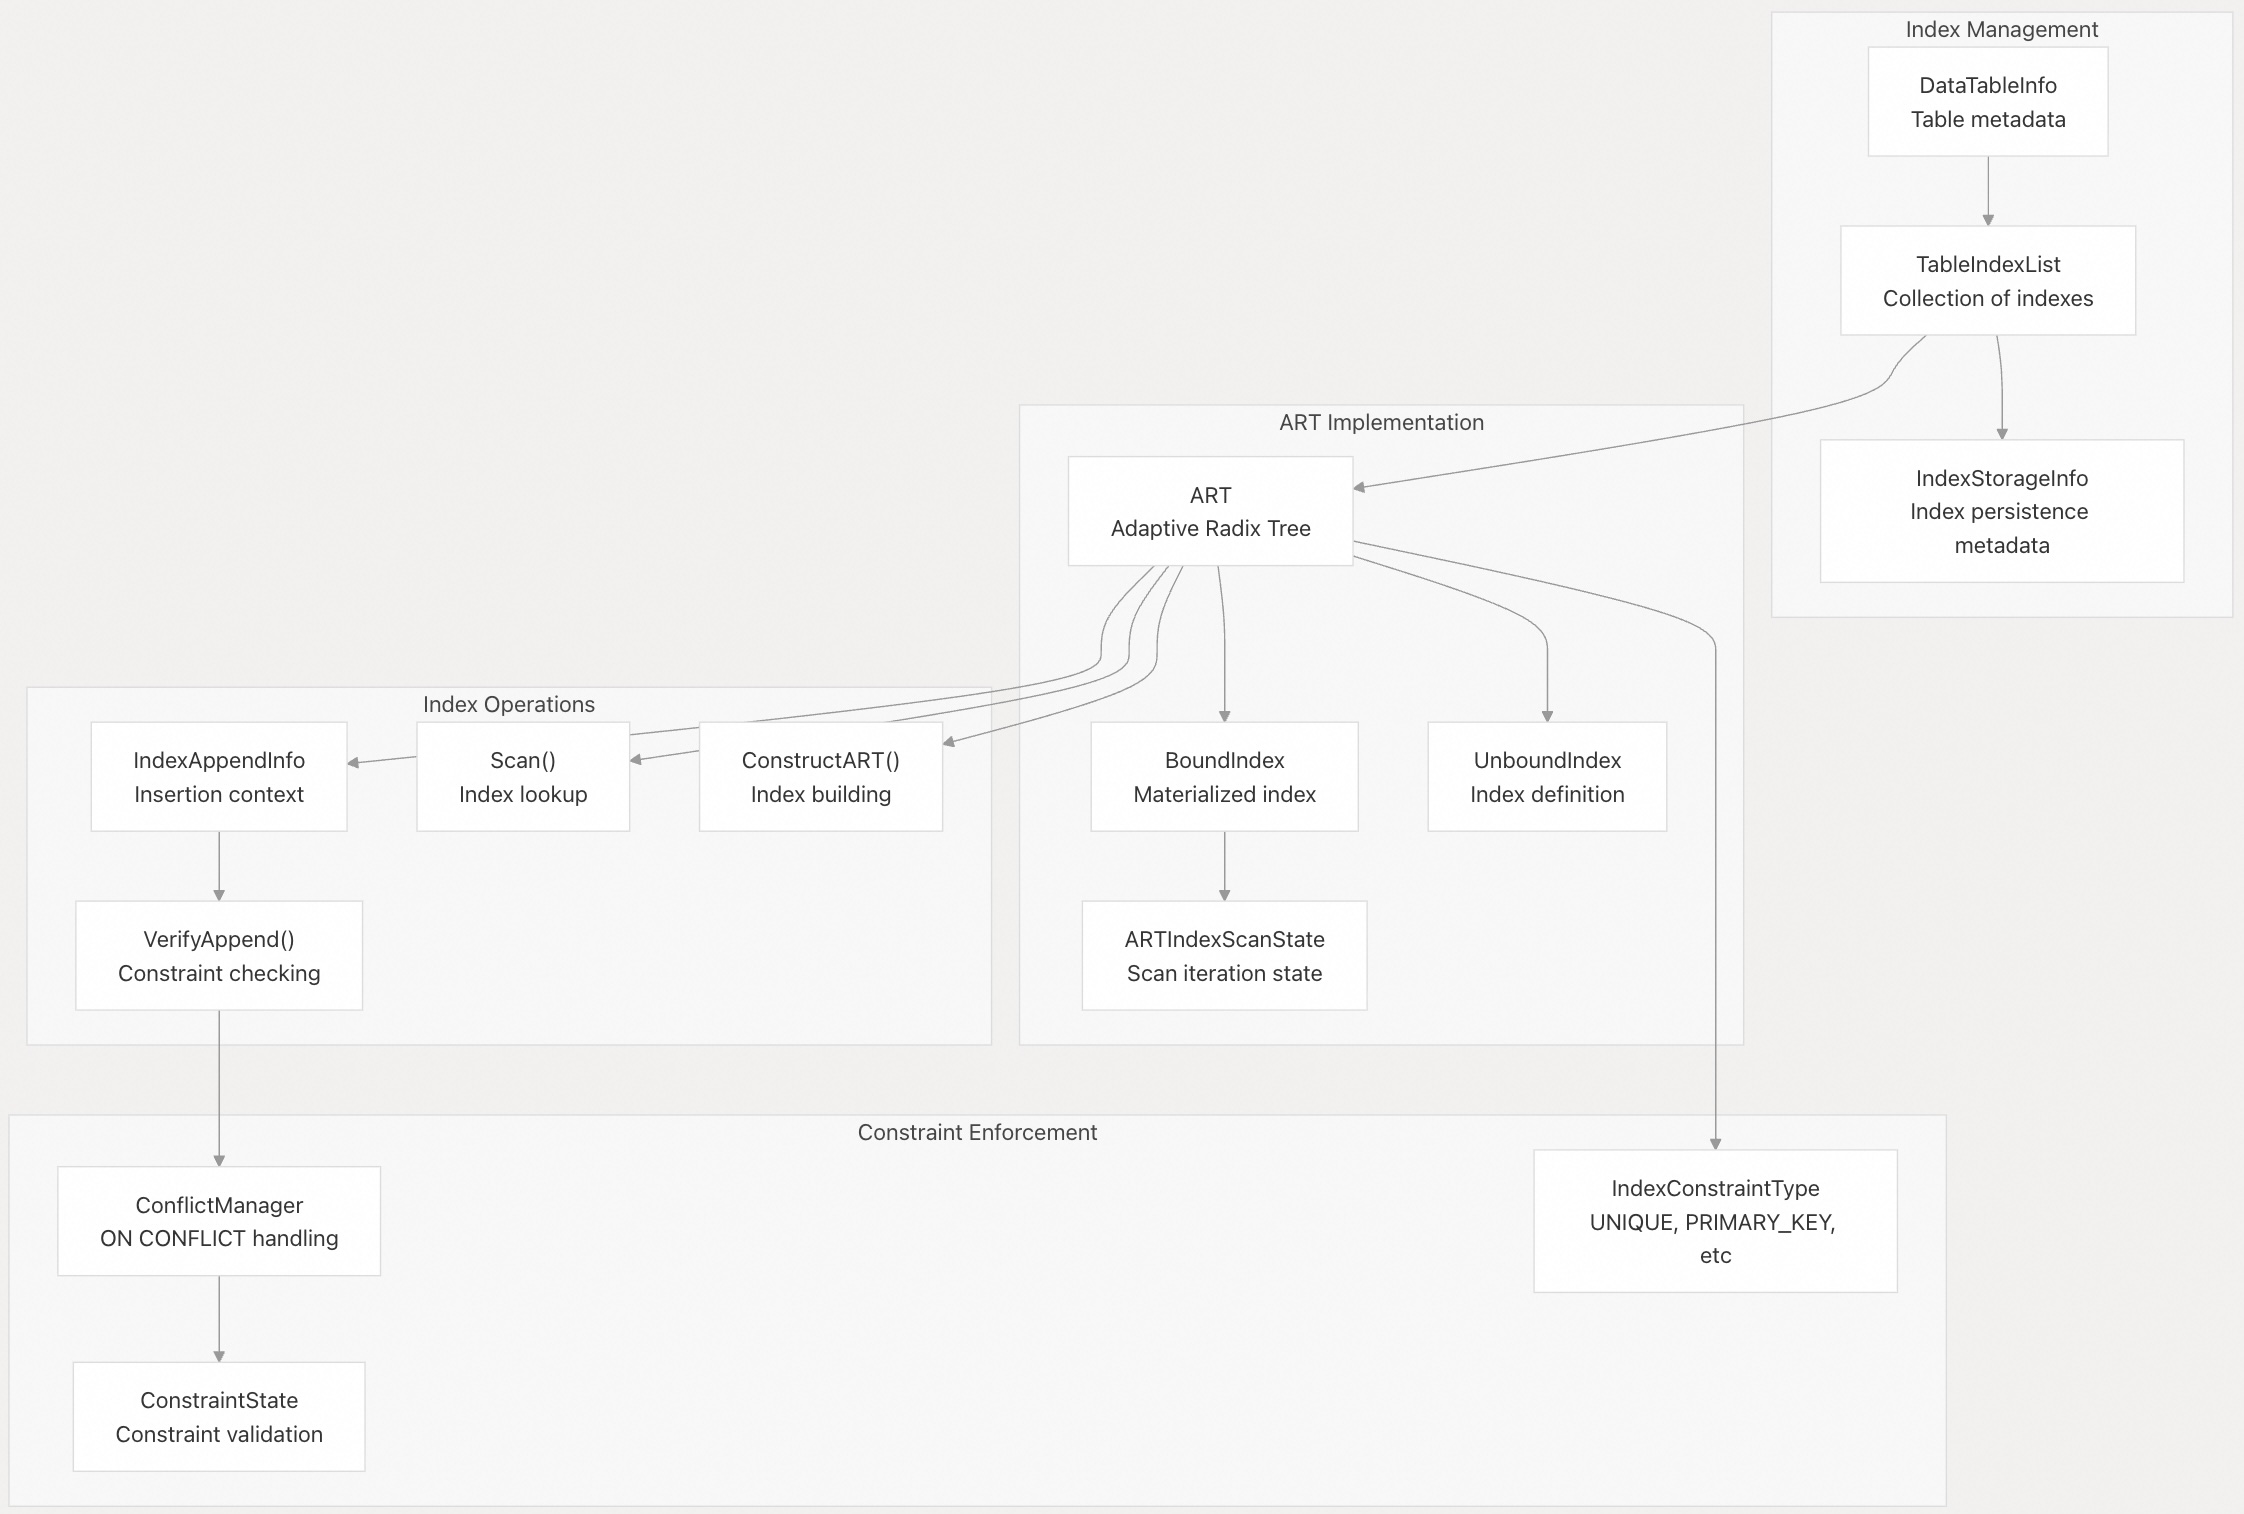 Index Management
DataTableInfo
Table metadata
TableIndexList
Collection of indexes
IndexStorageInfo
Index persistence
metadata
ART Implementation
ART
Adaptive Radix Tree
BoundIndex
Materialized index
UnboundIndex
Index definition
ARTIndexScanState
Scan iteration state
Index Operations
IndexAppendInfo
Insertion context
Scan()
Index lookup
ConstructART()
Index building
VerifyAppend()
Constraint checking
Constraint Enforcement
ConflictManager
ON CONFLICT handling
IndexConstraintType
UNIQUE, PRIMARY_KEY,
etc
ConstraintState
Constraint validation